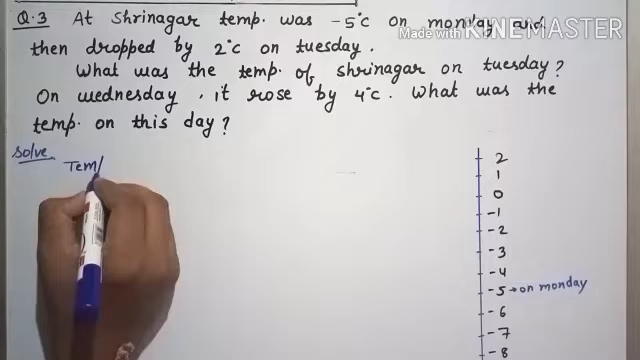 Q.3 At Shrinagar temp. was -5°c on monday and
Made with KINEMASTER
then dropped by 2°c on tuesday.
What was the temp. of shrinagar on tuesday?
On wednesday, it rose by 4°c. What was the
temp. on this day?
Solve
Tem
2
1
0
-1
-2
-3
-4
-5 → on monday
-6
-7
-8